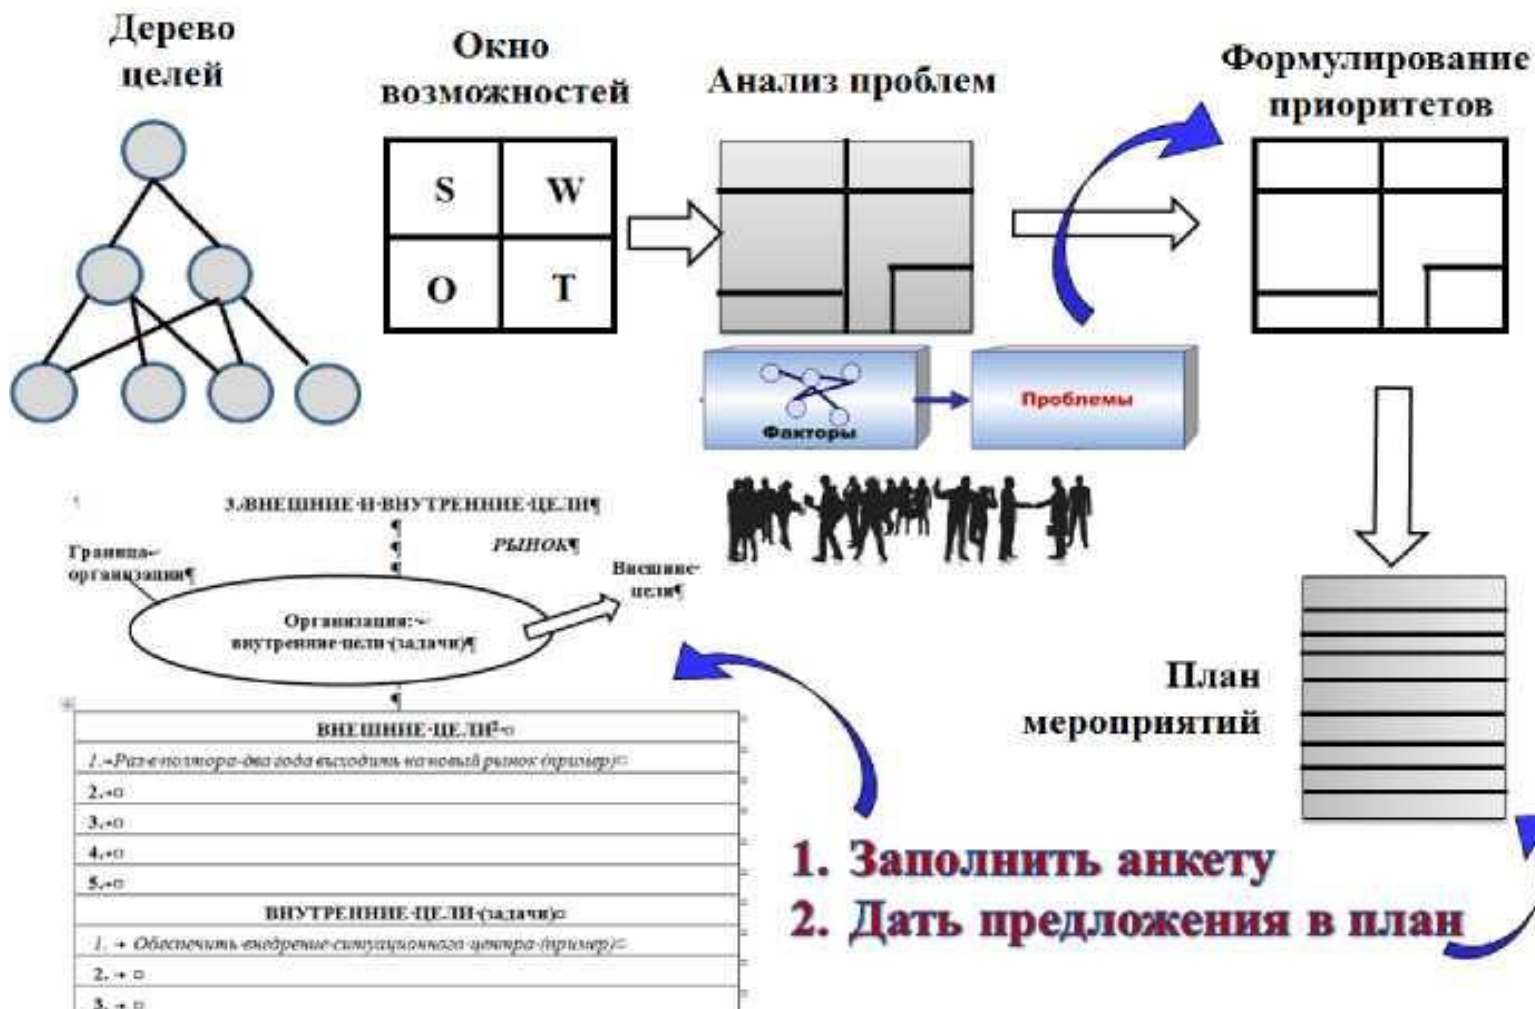 Дерево
целей
Окно
возможностей
Анализ проблем
Формулирование
приоритетов
S
W
O
T
Факторы
Проблемы
3.·ВНЕШНИЕ·И·ВНУТРЕННИЕ·ЦЕЛИ¶
¶
¶
РЫНОК¶
¶
Граница
организации¶
Внешние
цели¶
Организация:
внутренние·цели·(задачи)¶
¶
ВНЕШНИЕ·ЦЕЛИ
1.→Раз·в·полтора-два·года·выходить·на·новый·рынок·(пример)¤
2.→¤
3.→¤
4.→¤
5.→¤
ВНУТРЕННИЕ·ЦЕЛИ·(задачи)¤
1. → Обеспечить·внедрение·ситуационного·центра·(пример)¤
2. → ¤
3. → ¤
План
мероприятий
1. Заполнить анкету
2. Дать предложения в план